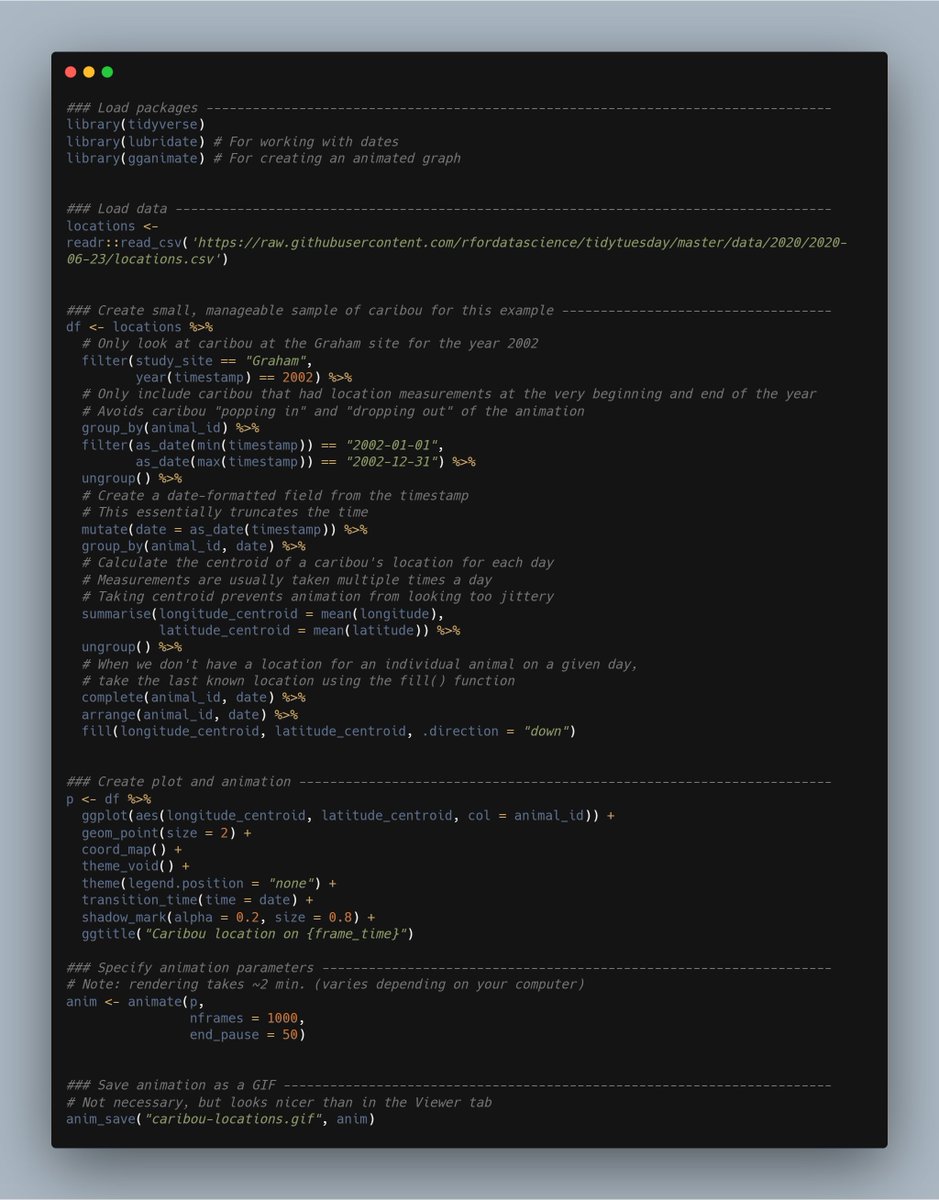 ### Load packages ---------------------------------------------------------------------------------
library(tidyverse)
library(lubridate) # For working with dates
library(gganimate) # For creating an animated graph
### Load data -------------------------------------------------------------------------------------
locations <-
readr::read_csv('https://raw.githubusercontent.com/rfordatascience/tidytuesday/master/data/2020/2020-
06-23/locations.csv')
### Create small, manageable sample of caribou for this example -----------------------------------
df <- locations %>%
  # Only look at caribou at the Graham site for the year 2002
  filter(study_site == "Graham",
         year(timestamp) == 2002) %>%
  # Only include caribou that had location measurements at the very beginning and end of the year
  # Avoids caribou "popping in" and "dropping out" of the animation
  group_by(animal_id) %>%
  filter(as_date(min(timestamp)) == "2002-01-01",
         as_date(max(timestamp)) == "2002-12-31") %>%
  ungroup() %>%
  # Create a date-formatted field from the timestamp
  # This essentially truncates the time
  mutate(date = as_date(timestamp)) %>%
  group_by(animal_id, date) %>%
  # Calculate the centroid of a caribou's location for each day
  # Measurements are usually taken multiple times a day
  # Taking centroid prevents animation from looking too jittery
  summarise(longitude_centroid = mean(longitude),
            latitude_centroid = mean(latitude)) %>%
  ungroup() %>%
  # When we don't have a location for an individual animal on a given day,
  # take the last known location using the fill() function
  complete(animal_id, date) %>%
  arrange(animal_id, date) %>%
  fill(longitude_centroid, latitude_centroid, .direction = "down")
### Create plot and animation ---------------------------------------------------------------------
p <- df %>%
  ggplot(aes(longitude_centroid, latitude_centroid, col = animal_id)) +
  geom_point(size = 2) +
  coord_map() +
  theme_void() +
  theme(legend.position = "none") +
  transition_time(time = date) +
  shadow_mark(alpha = 0.2, size = 0.8) +
  ggtitle("Caribou location on {frame_time}")
### Specify animation parameters ------------------------------------------------------------------
# Note: rendering takes ~2 min. (varies depending on your computer)
anim <- animate(p,
                nframes = 1000,
                end_pause = 50)
### Save animation as a GIF -----------------------------------------------------------------------
# Not necessary, but looks nicer than in the Viewer tab
anim_save("caribou-locations.gif", anim)